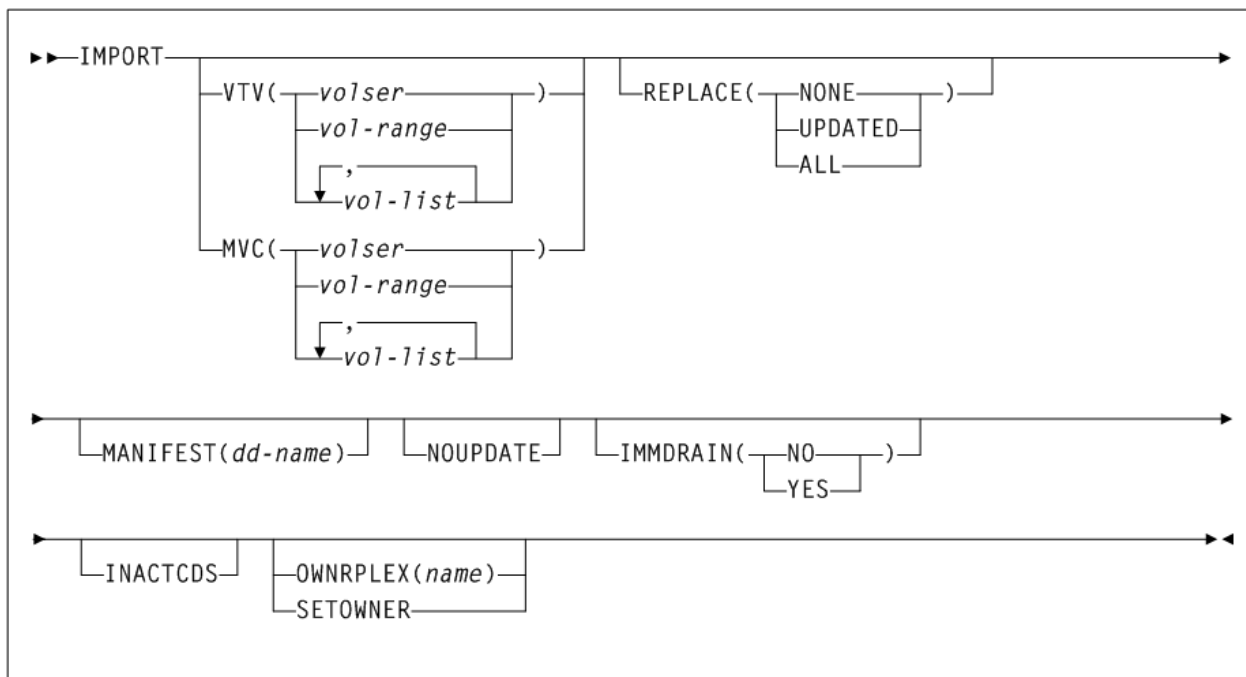 IMPORT
VTV( volser )
vol-range
,
vol-list
MVC( volser )
vol-range
,
vol-list
REPLACE( NONE )
UPDATED
ALL
MANIFEST(dd-name)
NOUPDATE
IMMDRAIN( NO )
YES
INACTCDS
OWNRPLEX(name)
SETOWNER